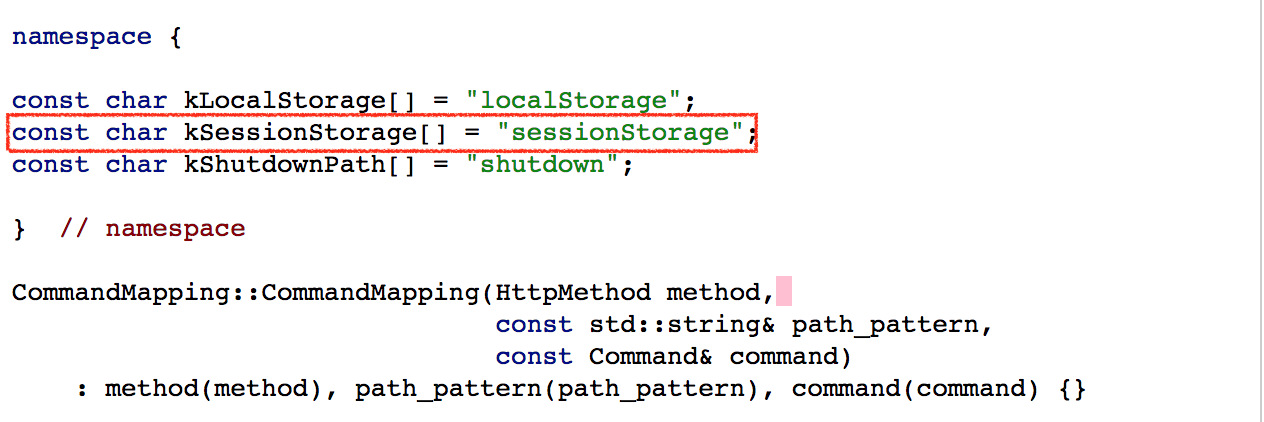 namespace {
const char kLocalStorage[] = "localStorage";
const char kSessionStorage[] = "sessionStorage";
const char kShutdownPath[] = "shutdown";
}  // namespace
CommandMapping::CommandMapping(HttpMethod method,
                               const std::string& path_pattern,
                               const Command& command)
    : method(method), path_pattern(path_pattern), command(command) {}